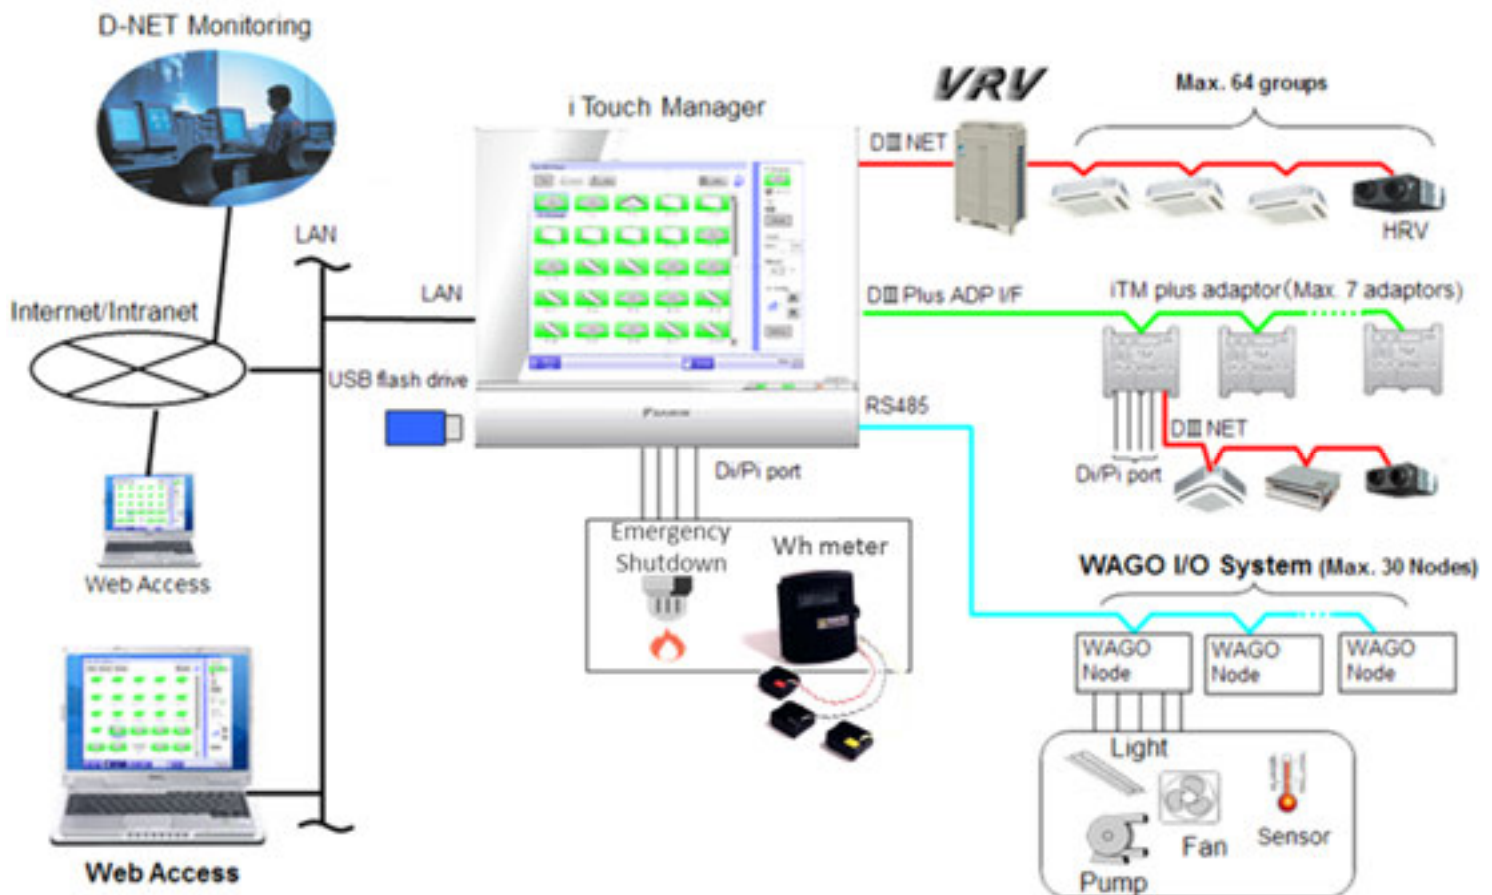 D-NET Monitoring
i Touch Manager
VRV
Max. 64 groups
DⅢ NET
HRV
LAN
LAN
Internet/Intranet
USB flash drive
DⅢ Plus ADP I/F
iTM plus adaptor(Max. 7 adaptors)
DAIKIN
RS485
DⅢ NET
Di/Pi port
Di/Pi port
Web Access
Emergency
Shutdown
Wh meter
WAGO I/O System (Max. 30 Nodes)
WAGO
Node
WAGO
Node
WAGO
Node
Light
Fan
Sensor
Pump
Web Access